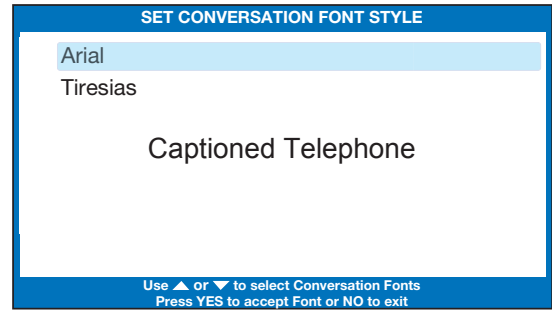 SET CONVERSATION FONT STYLE
Arial
Tiresias
Captioned Telephone
Use ▲ or ▼ to select Conversation Fonts
Press YES to accept Font or NO to exit